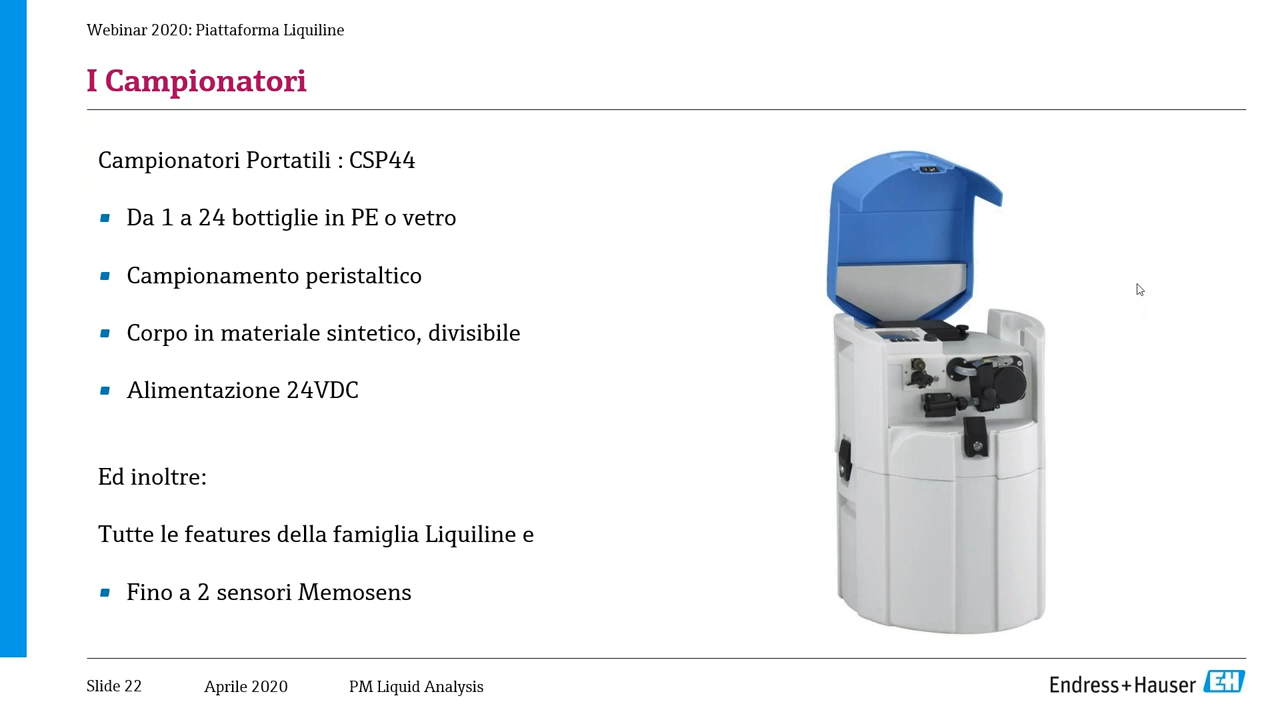 Webinar 2020: Piattaforma Liquiline
I Campionatori
Campionatori Portatili : CSP44
Da 1 a 24 bottiglie in PE o vetro
Campionamento peristaltico
Corpo in materiale sintetico, divisibile
Alimentazione 24VDC
Ed inoltre:
Tutte le features della famiglia Liquiline e
Fino a 2 sensori Memosens
Slide 22 Aprile 2020 PM Liquid Analysis
Endress+Hauser EH